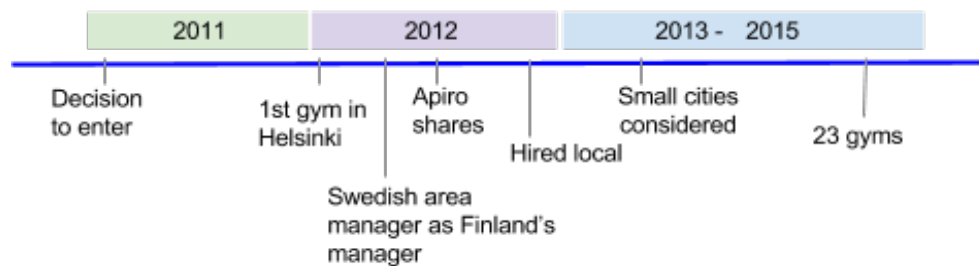 2011
2012
2013 - 2015
Decision
to enter
1st gym in
Helsinki
Swedish area
manager as Finland's
manager
Apiro
shares
Hired local
Small cities
considered
23 gyms